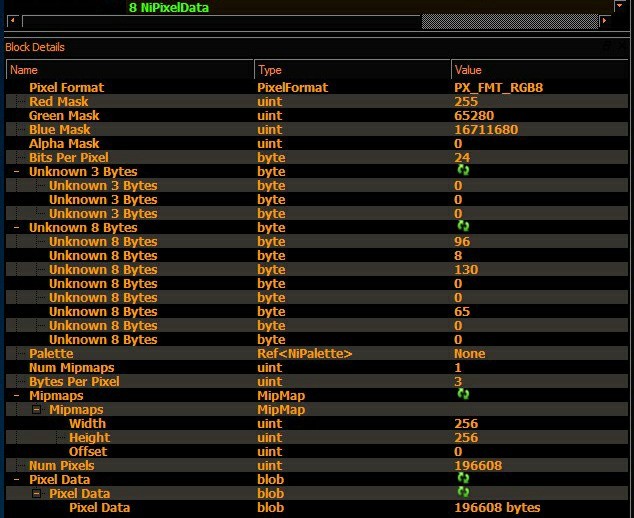 8 NiPixelData
Block Details
Name Type Value
Pixel Format PixelFormat PX_FMT_RGB8
Red Mask uint 255
Green Mask uint 65280
Blue Mask uint 16711680
Alpha Mask uint 0
Bits Per Pixel byte 24
Unknown 3 Bytes byte
Unknown 3 Bytes byte 0
Unknown 3 Bytes byte 0
Unknown 3 Bytes byte 0
Unknown 8 Bytes byte
Unknown 8 Bytes byte 96
Unknown 8 Bytes byte 8
Unknown 8 Bytes byte 130
Unknown 8 Bytes byte 0
Unknown 8 Bytes byte 0
Unknown 8 Bytes byte 65
Unknown 8 Bytes byte 0
Unknown 8 Bytes byte 0
Palette Ref<NiPalette> None
Num Mipmaps uint 1
Bytes Per Pixel uint 3
Mipmaps MipMap
Mipmaps MipMap
Width uint 256
Height uint 256
Offset uint 0
Num Pixels uint 196608
Pixel Data blob
Pixel Data blob
Pixel Data blob 196608 bytes